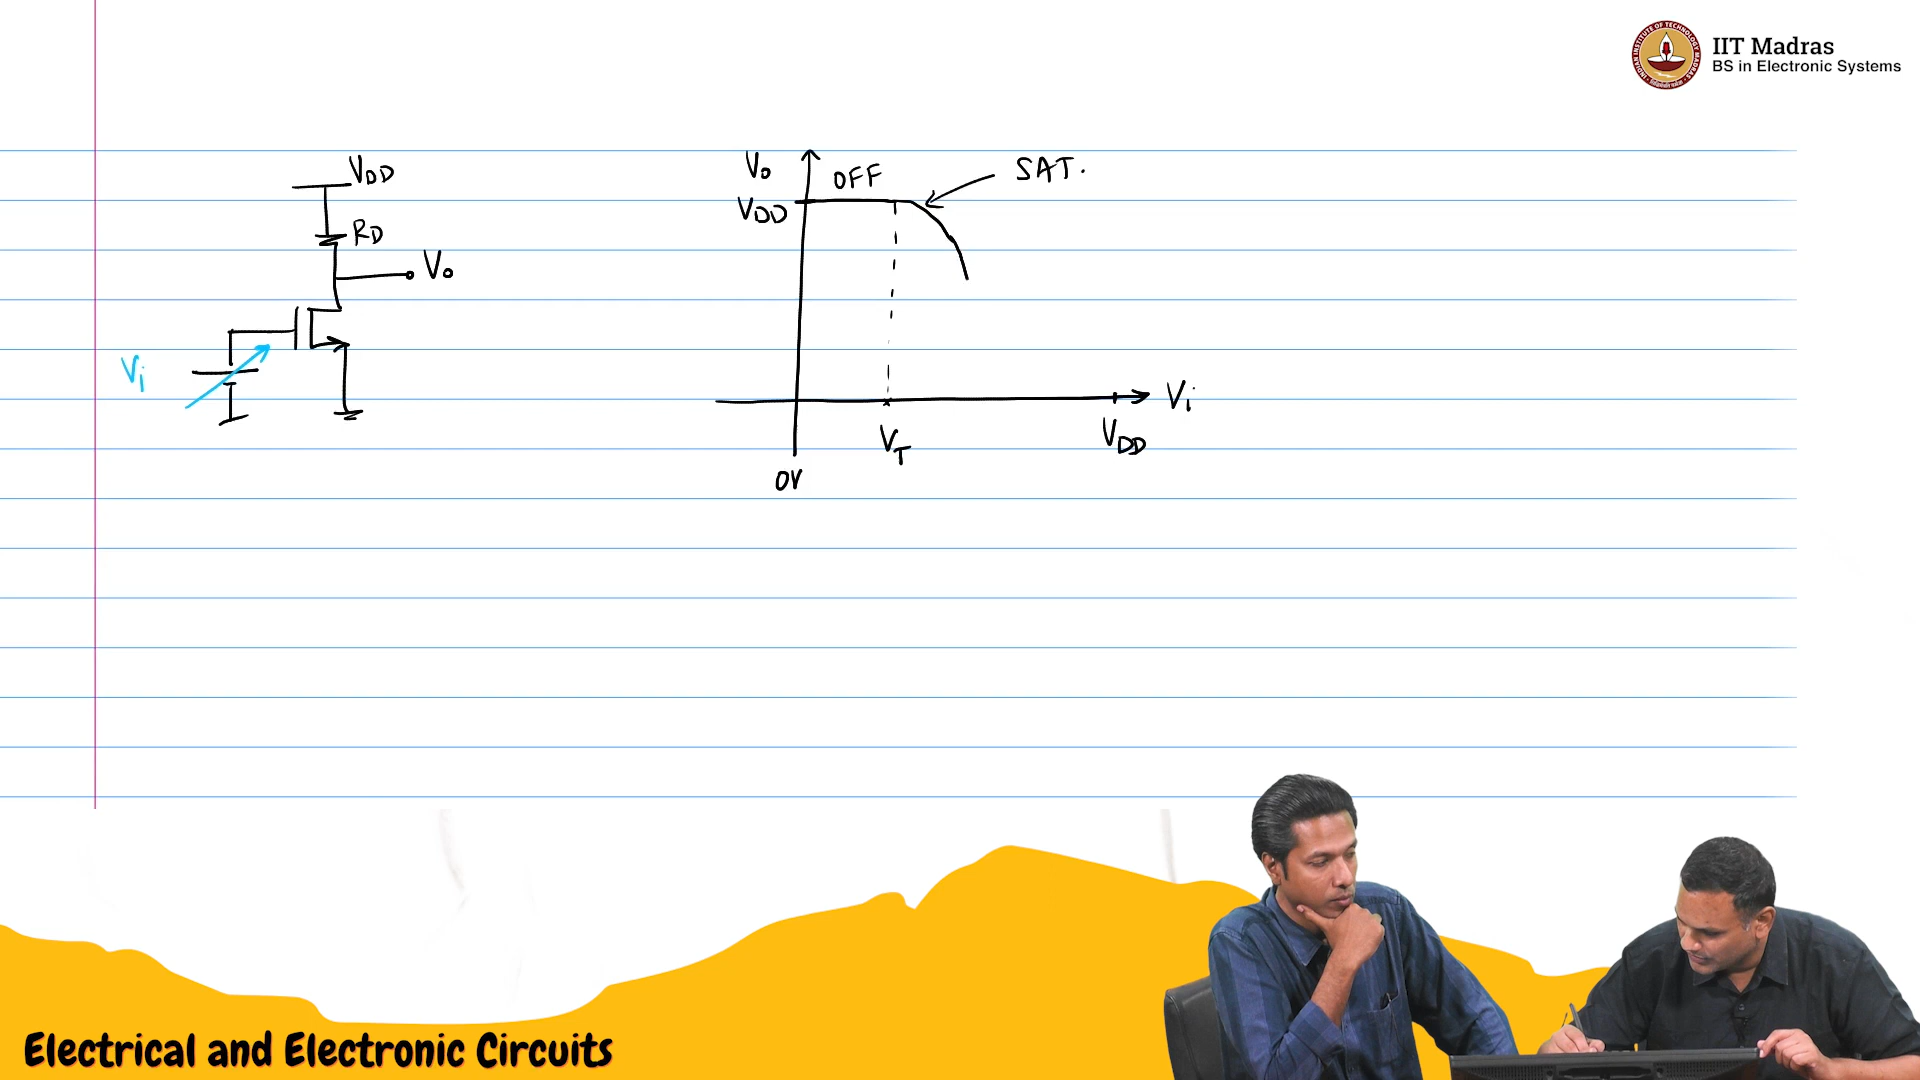 IIT Madras
BS in Electronic Systems
VDD
RD
Vo
Vi
Vo
OFF
SAT.
VDD
Vi
VT
VDD
0V
Electrical and Electronic Circuits